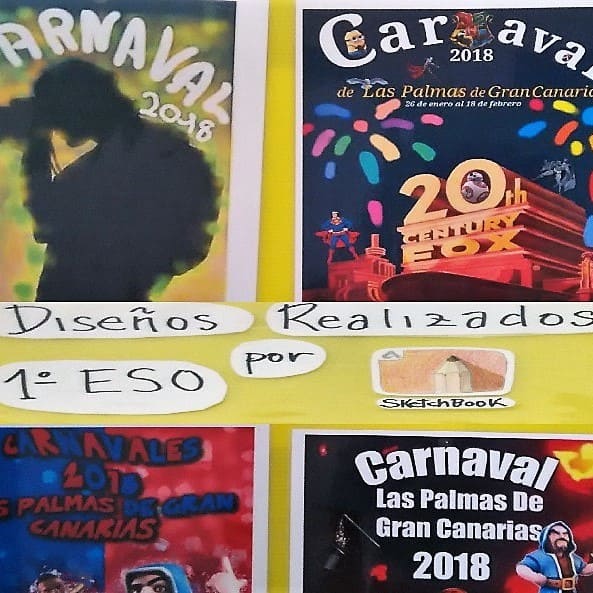 ARNAVAL
2018
Carnaval
2018
de Las Palmas de Gran Canaria
26 de enero al 18 de febrero
20th
CENTURY
FOX
Diseños Realizados
1º ESO por
SketchBook
CARNAVALES
2018
S PALMAS DE GRAN
CANARIAS
Carnaval
Las Palmas De
Gran Canarias
2018